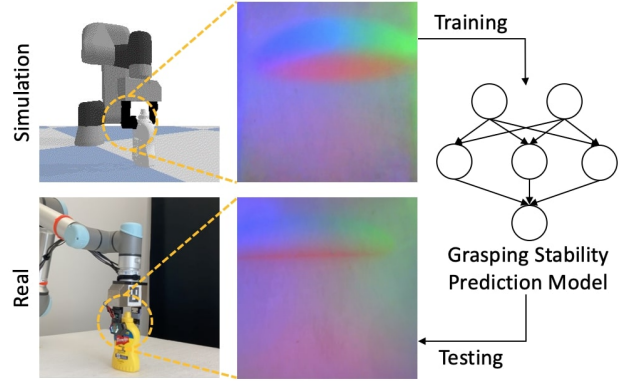 Simulation
Training
Grasping Stability
Prediction Model
Real
Testing